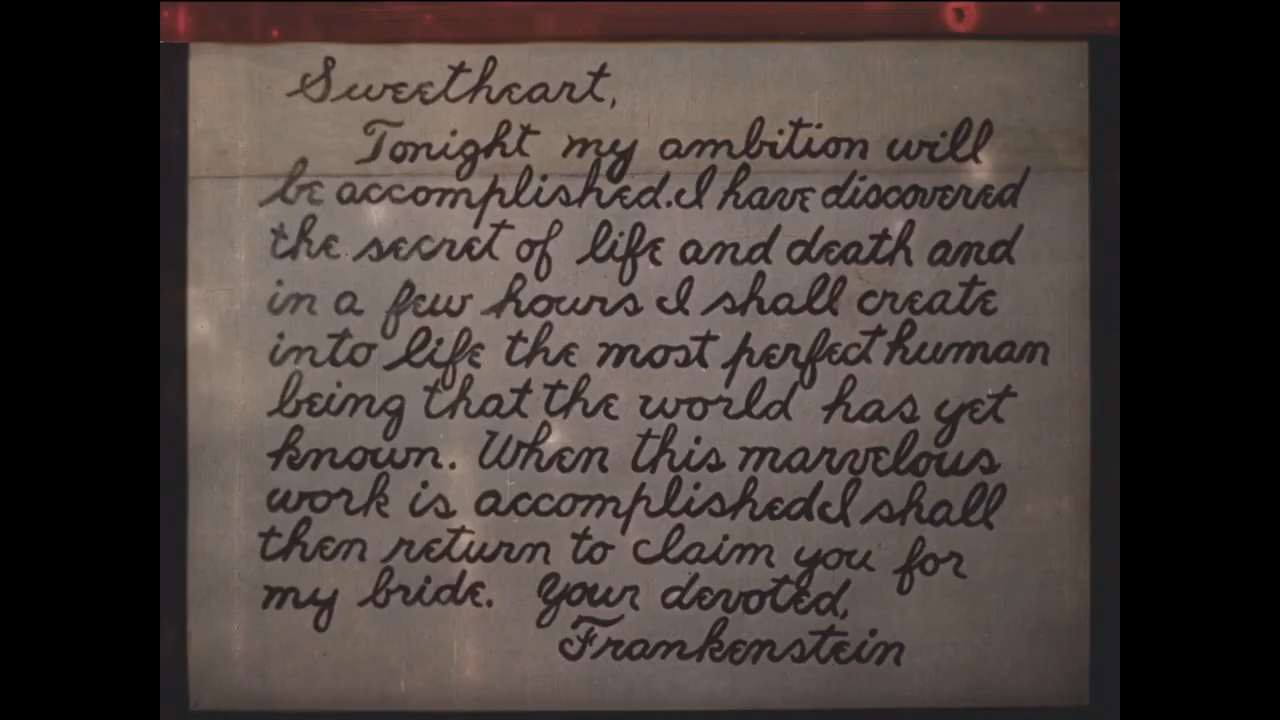 Sweetheart,
Tonight my ambition will
be accomplished. I have discovered
the secret of life and death and
in a few hours I shall create
into life the most perfect human
being that the world has yet
known. When this marvelous
work is accomplished I shall
then return to claim you for
my bride. Your devoted,
Frankenstein